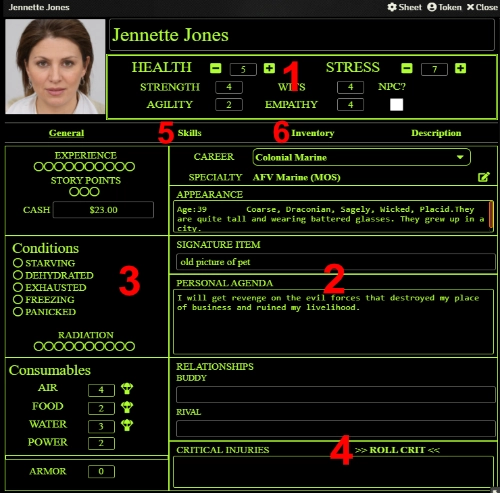 Jennette Jones
Sheet Token Close
Jennette Jones
HEALTH 5 STRESS 7
1
STRENGTH 4 WITS 4 NPC?
AGILITY 2 EMPATHY 4
General 5 Skills 6 Inventory Description
EXPERIENCE
STORY POINTS
CASH $23.00
CAREER Colonial Marine
SPECIALTY AFV Marine (MOS)
APPEARANCE
Age:39 Coarse, Draconian, Sagely, Wicked, Placid.They
are quite tall and wearing battered glasses. They grew up in a
city.
Conditions
STARVING
DEHYDRATED
EXHAUSTED
FREEZING
PANICKED
3
RADIATION
SIGNATURE ITEM
old picture of pet
2
PERSONAL AGENDA
I will get revenge on the evil forces that destroyed my place
of business and ruined my livelihood.
Consumables
AIR 4
FOOD 2
WATER 3
POWER 2
ARMOR 0
RELATIONSHIPS
BUDDY
RIVAL
CRITICAL INJURIES 4 >> ROLL CRIT <<